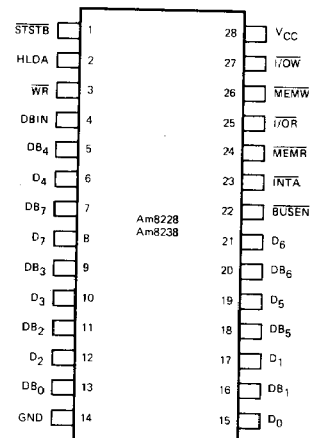 STSTB 1 28 VCC
HLDA 2 27 I/OW
WR 3 26 MEMW
DBIN 4 25 I/OR
DB4 5 24 MEMR
D4 6 23 INTA
DB7 7 22 BUSEN
Am8228
D7 8 21 D6
Am8238
DB3 9 20 DB6
D3 10 19 D5
DB2 11 18 DB5
D2 12 17 D1
DB0 13 16 DB1
GND 14 15 D0